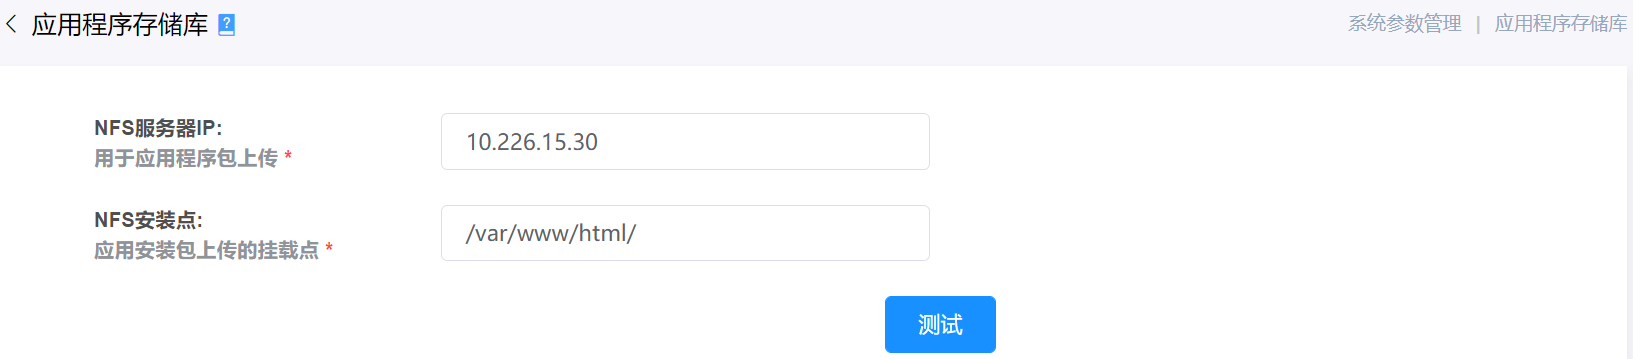 应用程序存储库
系统参数管理 | 应用程序存储库
NFS服务器IP:
用于应用程序包上传 *
10.226.15.30
NFS安装点:
应用安装包上传的挂载点 *
/var/www/html/
测试